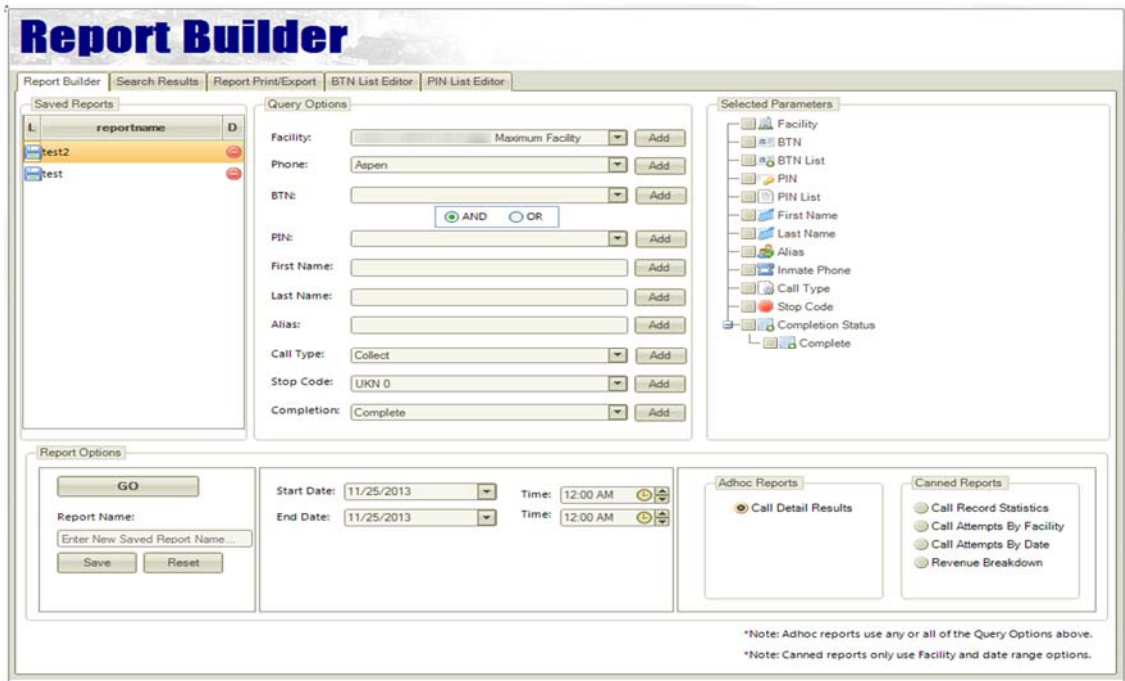 Report Builder
Report Builder Search Results Report Print/Export BTN List Editor PIN List Editor
Saved Reports
L reportname D
test2
test
Query Options
Facility: Maximum Facility Add
Phone: Aspen Add
BTN: Add
AND OR
PIN: Add
First Name: Add
Last Name: Add
Alias: Add
Call Type: Collect Add
Stop Code: UKN 0 Add
Completion: Complete Add
Selected Parameters
Facility
BTN
BTN List
PIN
PIN List
First Name
Last Name
Alias
Inmate Phone
Call Type
Stop Code
Completion Status
Complete
Report Options
GO
Report Name:
Enter New Saved Report Name...
Save Reset
Start Date: 11/25/2013 Time: 12:00 AM
End Date: 11/25/2013 Time: 12:00 AM
Adhoc Reports
Call Detail Results
Canned Reports
Call Record Statistics
Call Attempts By Facility
Call Attempts By Date
Revenue Breakdown
*Note: Adhoc reports use any or all of the Query Options above.
*Note: Canned reports only use Facility and date range options.